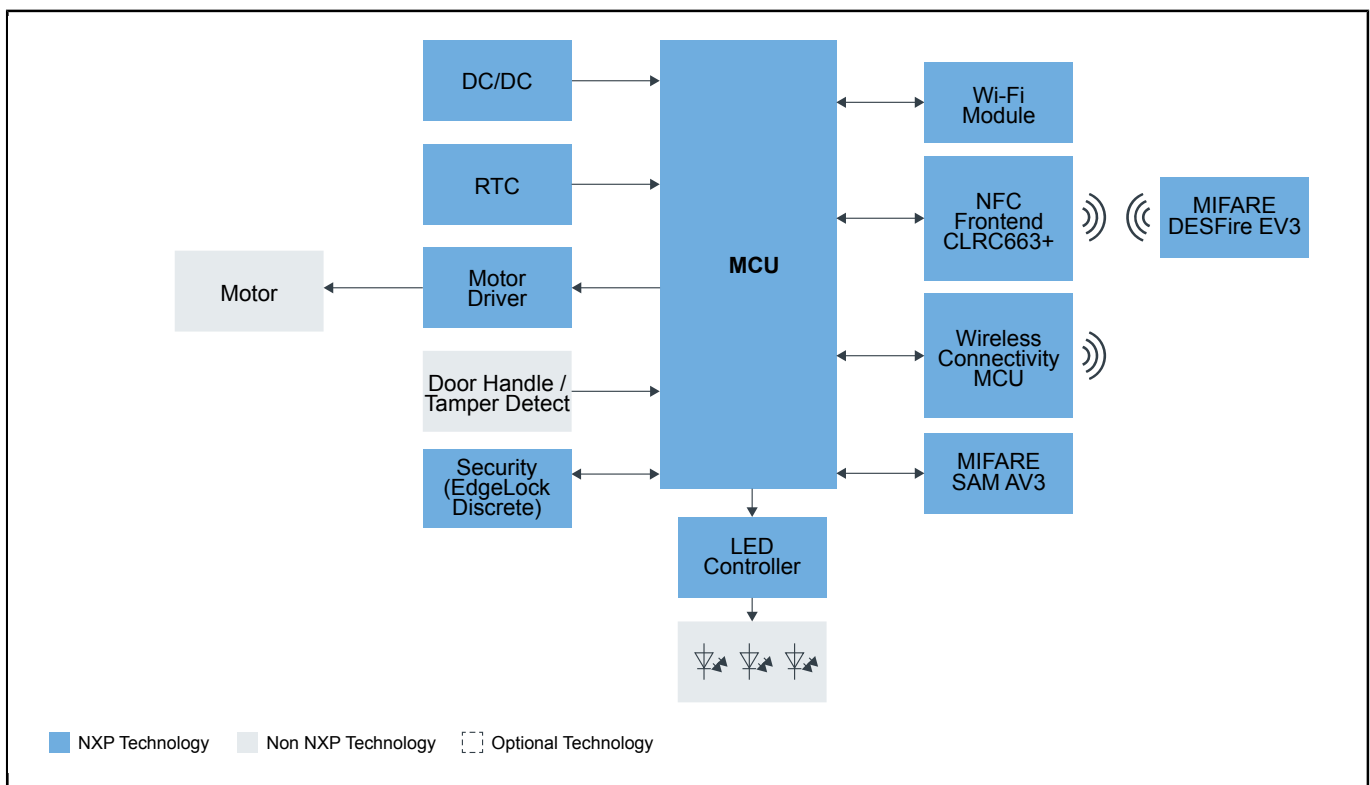 DC/DC
RTC
Motor
Motor
Driver
Door Handle /
Tamper Detect
Security
(EdgeLock
Discrete)
MCU
LED
Controller
Wi-Fi
Module
NFC
Frontend
CLRC663+
MIFARE
DESFire EV3
Wireless
Connectivity
MCU
MIFARE
SAM AV3
NXP Technology
Non NXP Technology
Optional Technology